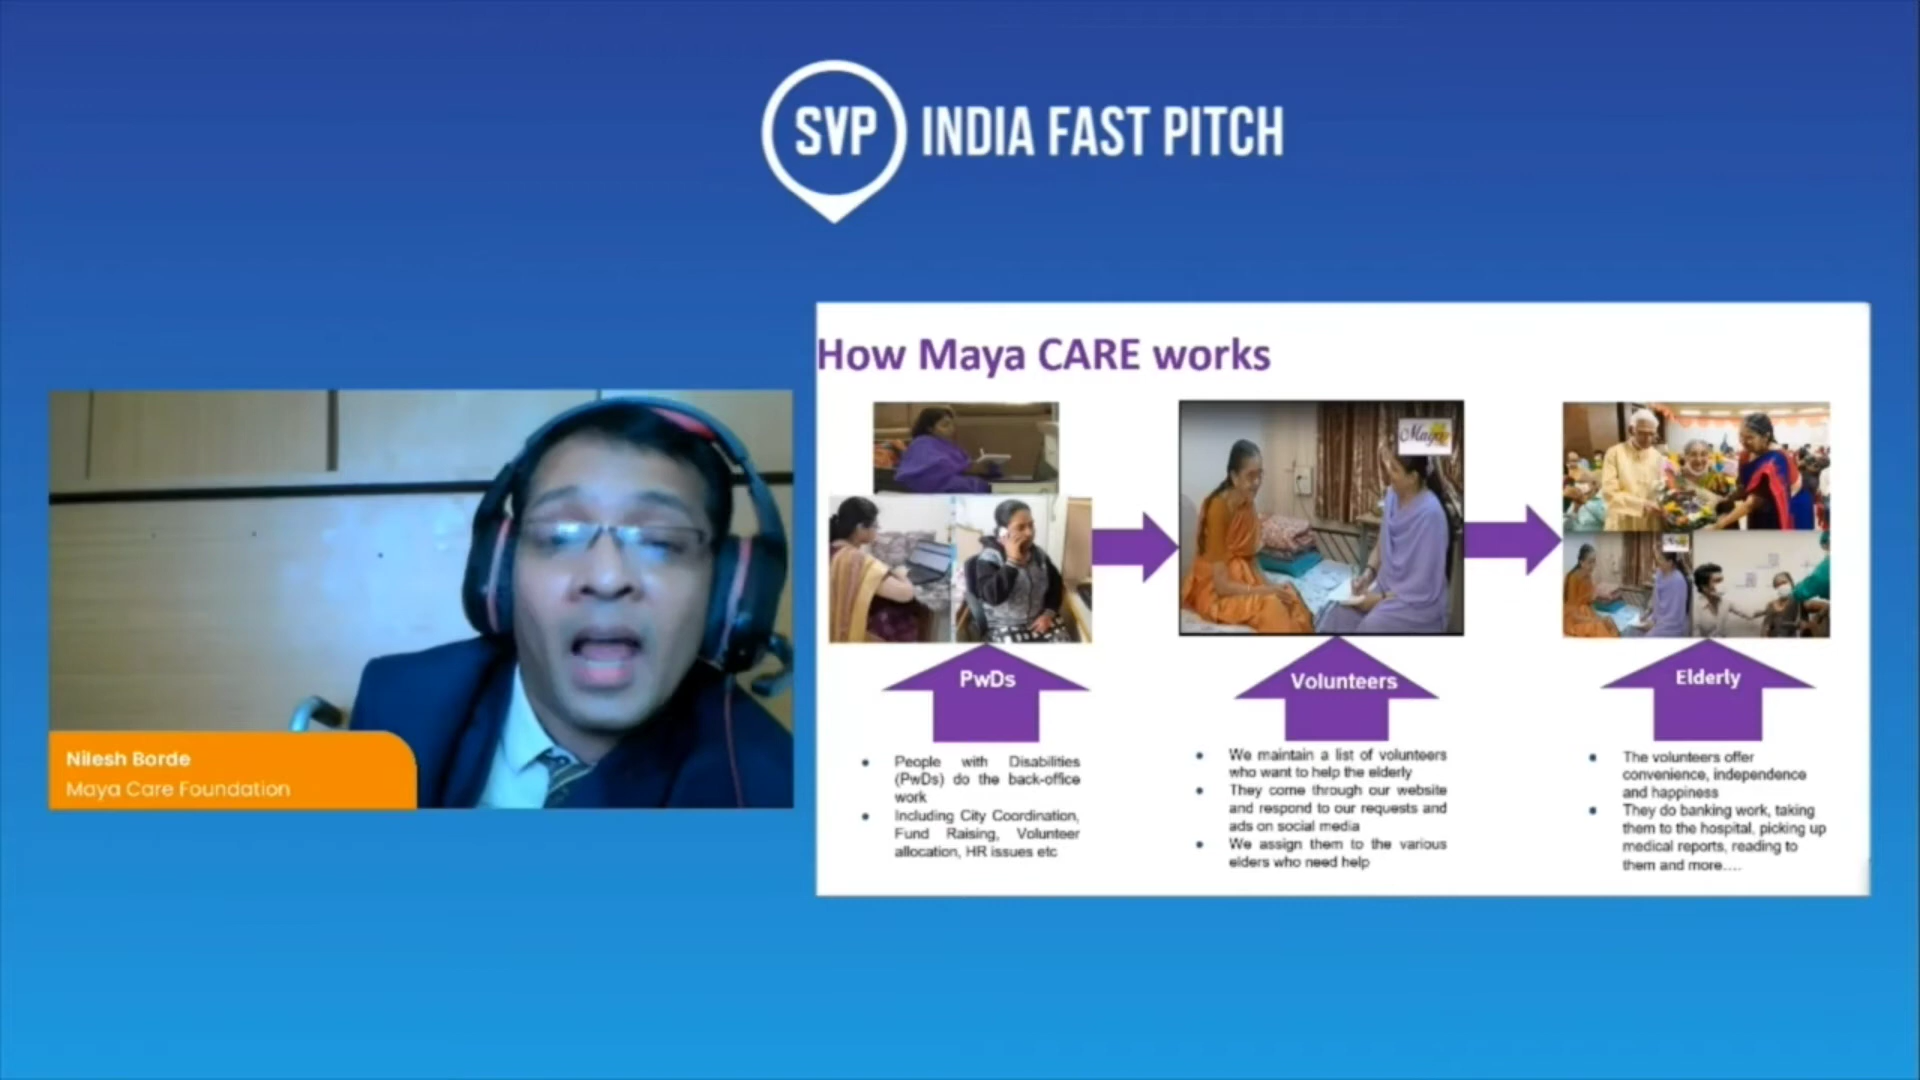 SVP INDIA FAST PITCH
How Maya CARE works
Maya
PwDs
Volunteers
Elderly
• People with Disabilities
(PwDs) do the back-office
work
• Including City Coordination,
Fund Raising, Volunteer
allocation, HR issues etc
• We maintain a list of volunteers
who want to help the elderly
• They come through our website
and respond to our requests and
ads on social media
• We assign them to the various
elders who need help
• The volunteers offer
convenience, independence
and happiness
• They do banking work, taking
them to the hospital, picking up
medical reports, reading to
them and more....
Nilesh Borde
Maya Care Foundation